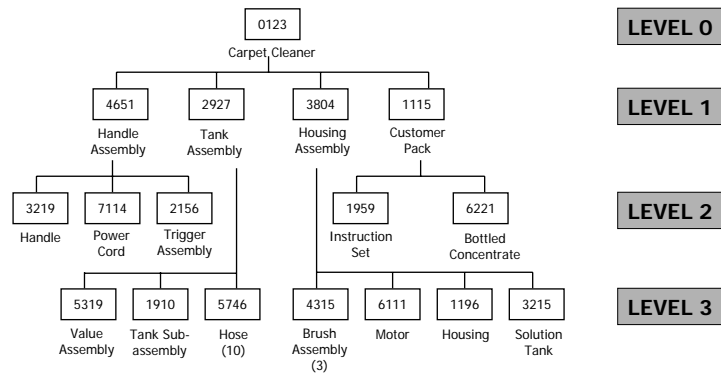 0123
LEVEL 0
Carpet Cleaner
4651
2927
3804
1115
LEVEL 1
Handle
Assembly
Tank
Assembly
Housing
Assembly
Customer
Pack
3219
7114
2156
1959
6221
LEVEL 2
Handle
Power
Cord
Trigger
Assembly
Instruction
Set
Bottled
Concentrate
5319
1910
5746
4315
6111
1196
3215
LEVEL 3
Value
Assembly
Tank Sub-
assembly
Hose
(10)
Brush
Assembly
(3)
Motor
Housing
Solution
Tank